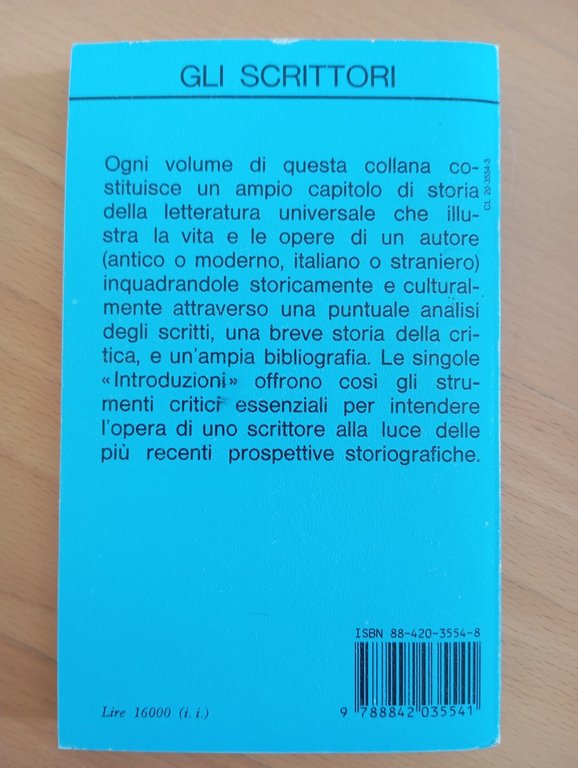 GLI SCRITTORI
Ogni volume di questa collana co-
stituisce un ampio capitolo di storia
della letteratura universale che illu-
stra la vita e le opere di un autore
(antico o moderno, italiano o straniero)
inquadrandole storicamente e cultural-
mente attraverso una puntuale analisi
degli scritti, una breve storia della cri-
tica, e un'ampia bibliografia. Le singole
«Introduzioni» offrono così gli stru-
menti critici essenziali per intendere
l'opera di uno scrittore alla luce delle
più recenti prospettive storiografiche.
CL 20-3554-5
ISBN 88-420-3554-8
9 788842 035541
Lire 16000 (i. i.)